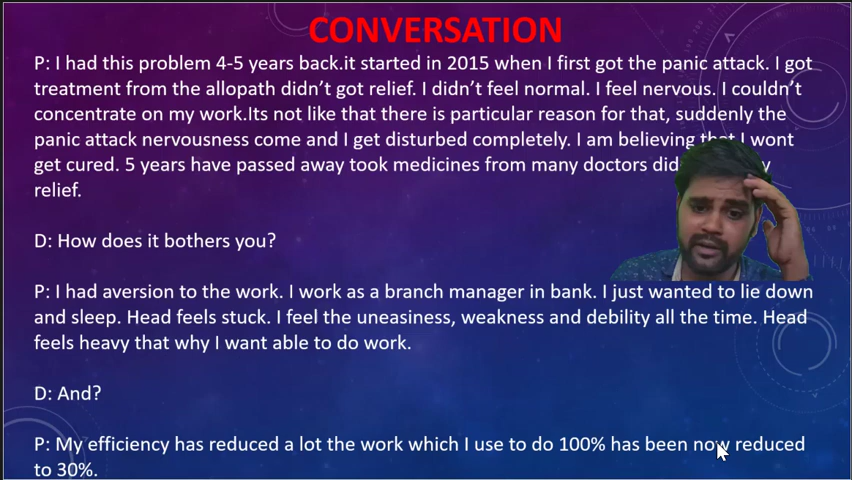 CONVERSATION
P: I had this problem 4-5 years back.it started in 2015 when I first got the panic attack. I got
treatment from the allopath didn't got relief. I didn't feel normal. I feel nervous. I couldn't
concentrate on my work.Its not like that there is particular reason for that, suddenly the
panic attack nervousness come and I get disturbed completely. I am believing that I wont
get cured. 5 years have passed away took medicines from many doctors
relief.
D: How does it bothers you?
P: I had aversion to the work. I work as a branch manager in bank. I just wanted to lie down
and sleep. Head feels stuck. I feel the uneasiness, weakness and debility all the time. Head
feels heavy that why I want able to do work.
D: And?
P: My efficiency has reduced a lot the work which I use to do 100% has been now reduced
to 30%.